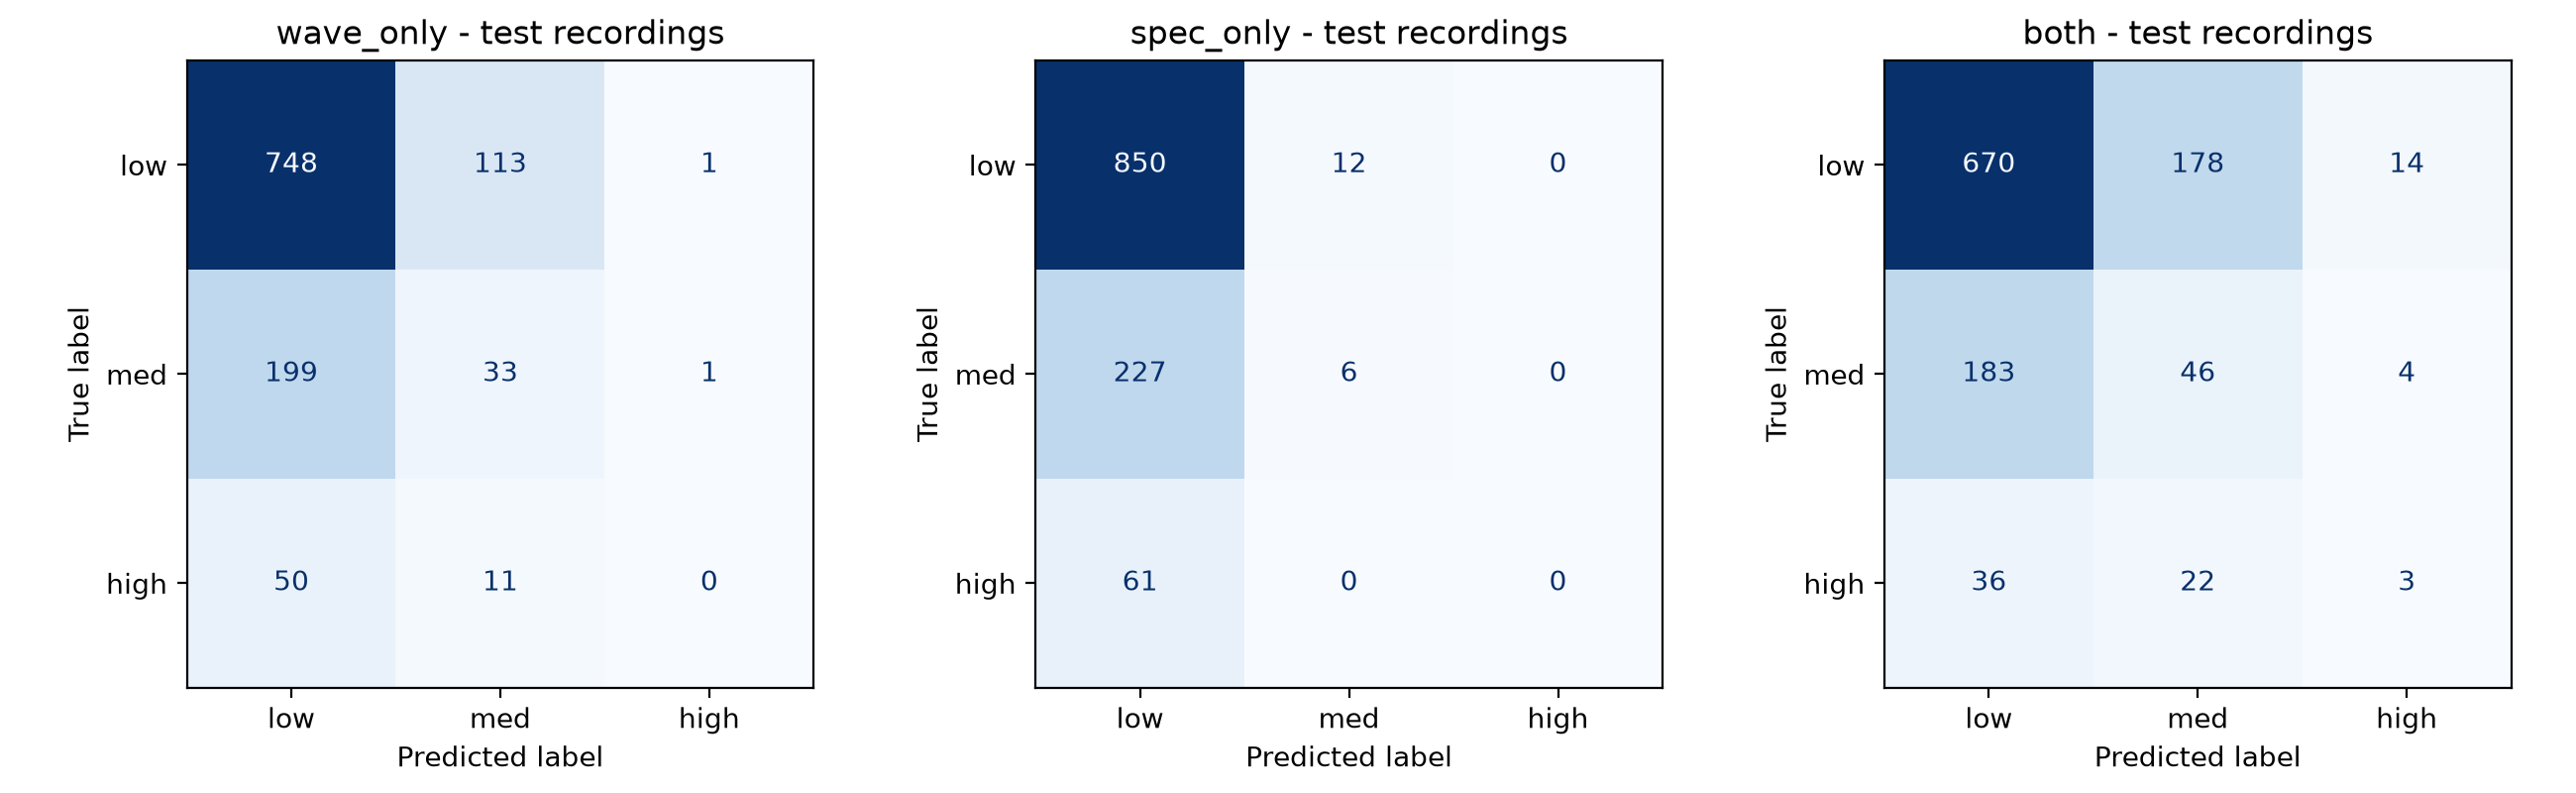 wave_only - test recordings
True label
low
748
113
1
med
199
33
1
high
50
11
0
low
med
high
Predicted label
spec_only - test recordings
True label
low
850
12
0
med
227
6
0
high
61
0
0
low
med
high
Predicted label
both - test recordings
True label
low
670
178
14
med
183
46
4
high
36
22
3
low
med
high
Predicted label